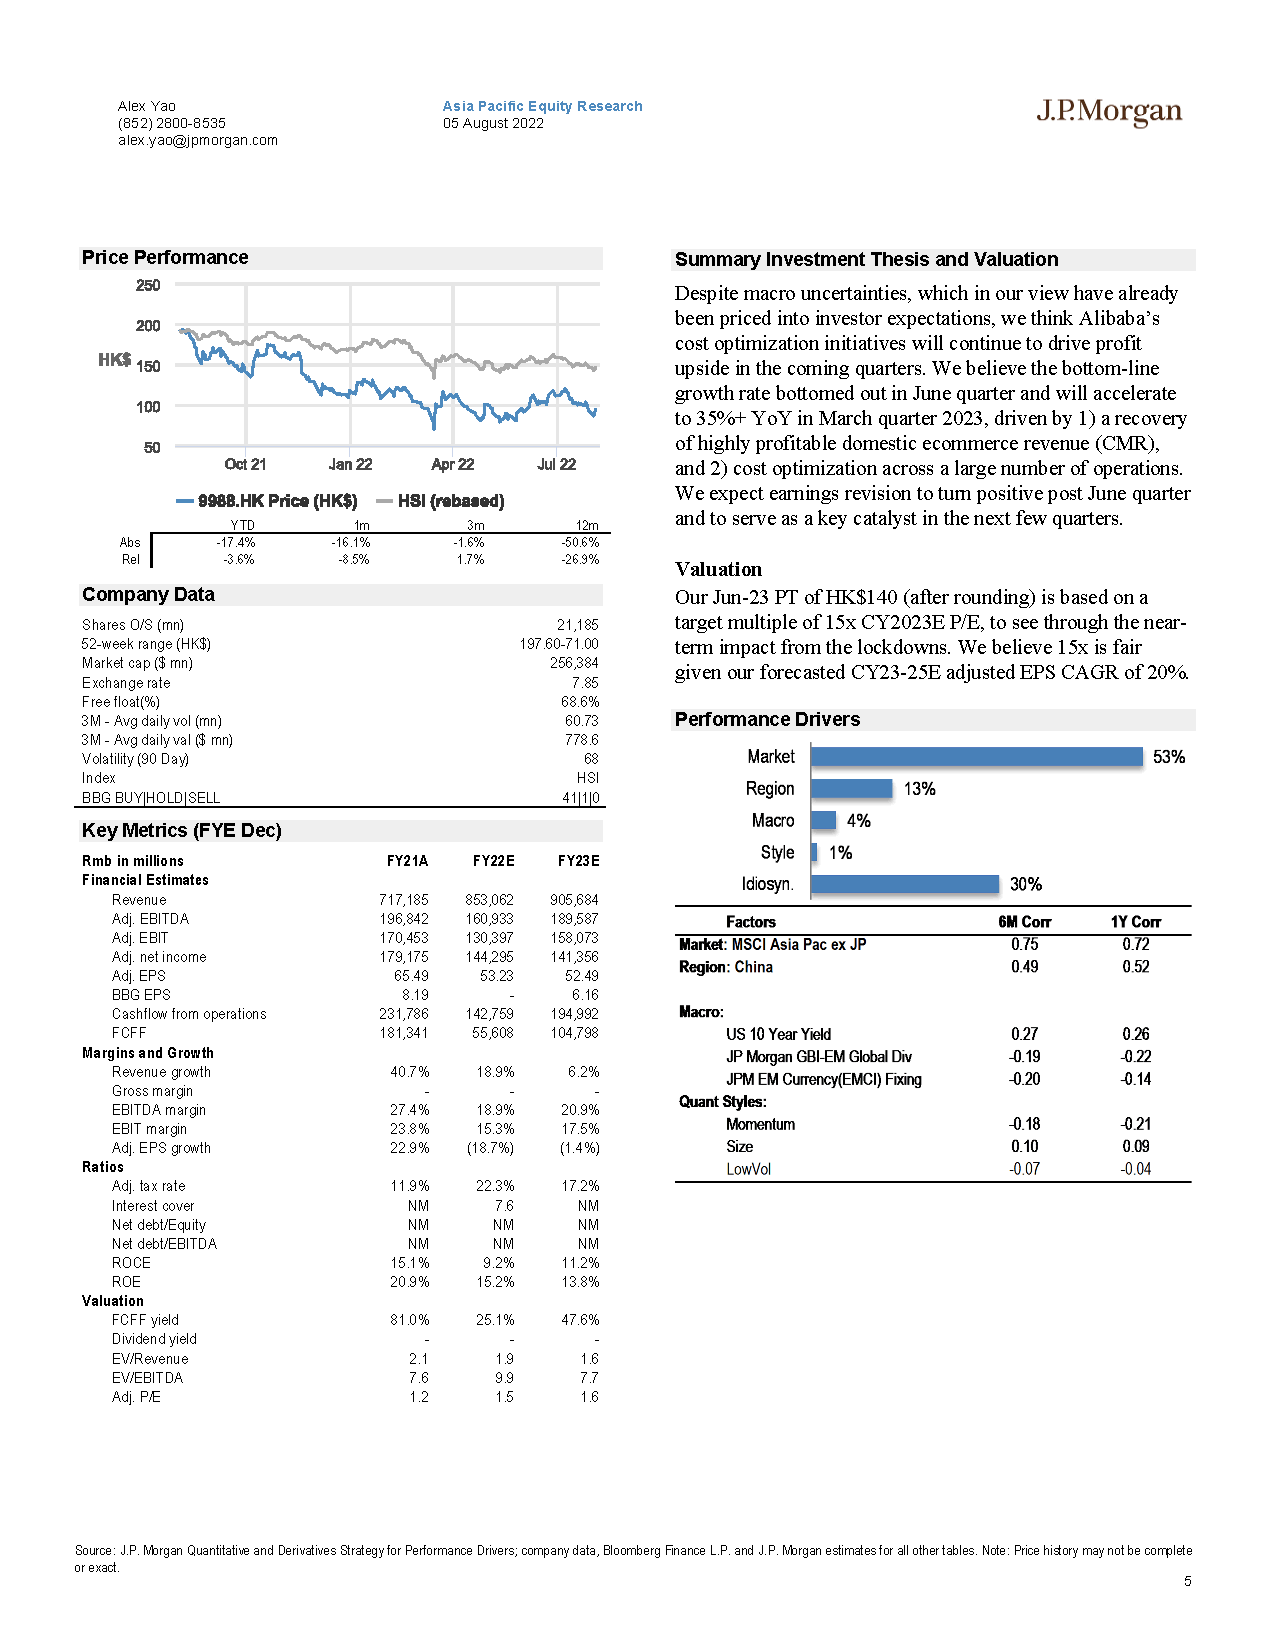 Alex Yao
(852) 2800-8535
alex.yao@jpmorgan.com
Asia Pacific Equity Research
05 August 2022
J.P.Morgan
Price Performance
250
200
HK$
150
100
50
Oct 21 Jan 22 Apr 22 Jul 22
9988.HK Price (HK$) HSI (rebased)
YTD 1m 3m 12m
Abs -17.4% -16.1% -1.6% -50.6%
Rel -3.6% -8.5% 1.7% -26.9%
Company Data
Shares O/S (mn) 21,185
52-week range (HK$) 197.60-71.00
Market cap ($ mn) 256,384
Exchange rate 7.85
Free float(%) 68.6%
3M - Avg daily vol (mn) 60.73
3M - Avg daily val ($ mn) 778.6
Volatility (90 Day) 68
Index HSI
BBG BUY|HOLD|SELL 41|1|0
Key Metrics (FYE Dec)
Rmb in millions FY21A FY22E FY23E
Financial Estimates
Revenue 717,185 853,062 905,684
Adj. EBITDA 196,842 160,933 189,587
Adj. EBIT 170,453 130,397 158,073
Adj. net income 179,175 144,295 141,356
Adj. EPS 65.49 53.23 52.49
BBG EPS 8.19 - 6.16
Cashflow from operations 231,786 142,759 194,992
FCFF 181,341 55,608 104,798
Margins and Growth
Revenue growth 40.7% 18.9% 6.2%
Gross margin - - -
EBITDA margin 27.4% 18.9% 20.9%
EBIT margin 23.8% 15.3% 17.5%
Adj. EPS growth 22.9% (18.7%) (1.4%)
Ratios
Adj. tax rate 11.9% 22.3% 17.2%
Interest cover NM 7.6 NM
Net debt/Equity NM NM NM
Net debt/EBITDA NM NM NM
ROCE 15.1% 9.2% 11.2%
ROE 20.9% 15.2% 13.8%
Valuation
FCFF yield 81.0% 25.1% 47.6%
Dividend yield - - -
EV/Revenue 2.1 1.9 1.6
EV/EBITDA 7.6 9.9 7.7
Adj. P/E 1.2 1.5 1.6
Summary Investment Thesis and Valuation
Despite macro uncertainties, which in our view have already
been priced into investor expectations, we think Alibaba's
cost optimization initiatives will continue to drive profit
upside in the coming quarters. We believe the bottom-line
growth rate bottomed out in June quarter and will accelerate
to 35%+ YoY in March quarter 2023, driven by 1) a recovery
of highly profitable domestic ecommerce revenue (CMR),
and 2) cost optimization across a large number of operations.
We expect earnings revision to turn positive post June quarter
and to serve as a key catalyst in the next few quarters.
Valuation
Our Jun-23 PT of HK$140 (after rounding) is based on a
target multiple of 15x CY2023E P/E, to see through the near-
term impact from the lockdowns. We believe 15x is fair
given our forecasted CY23-25E adjusted EPS CAGR of 20%.
Performance Drivers
Market 53%
Region 13%
Macro 4%
Style 1%
Idiosyn. 30%
Factors 6M Corr 1Y Corr
Market: MSCI Asia Pac ex JP 0.75 0.72
Region: China 0.49 0.52
Macro:
US 10 Year Yield 0.27 0.26
JP Morgan GBI-EM Global Div -0.19 -0.22
JPM EM Currency(EMCI) Fixing -0.20 -0.14
Quant Styles:
Momentum -0.18 -0.21
Size 0.10 0.09
LowVol -0.07 -0.04
Source: J.P. Morgan Quantitative and Derivatives Strategy for Performance Drivers; company data, Bloomberg Finance L.P. and J.P. Morgan estimates for all other tables. Note: Price history may not be complete
or exact.
5